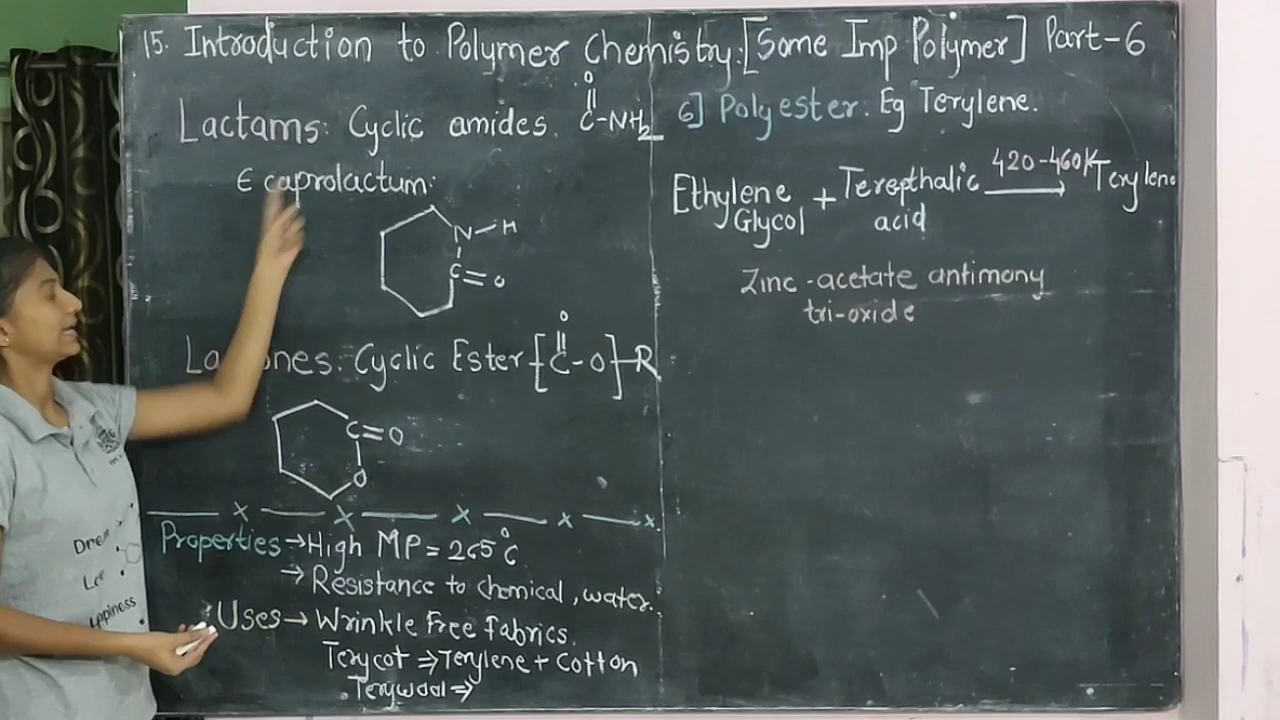 15. Introduction to Polymer Chemistry: [Some Imp Polymer] Part-6
Lactams: Cyclic amides.
O
C-NH2
ϵ caprolactum:
N-H
C=O
Cyclic Ester
O
[C-O]-R
C=O
O
Properties → High MP = 265°C
→ Resistance to chemical, water.
Uses → Wrinkle Free fabrics.
Terycot ⇒ Terylene + Cotton
Terywool ⇒
6] Polyester: Eg Terylene.
Ethylene Glycol + Terepthalic acid 420-460K → Terylene
Zinc-acetate antimony
tri-oxide